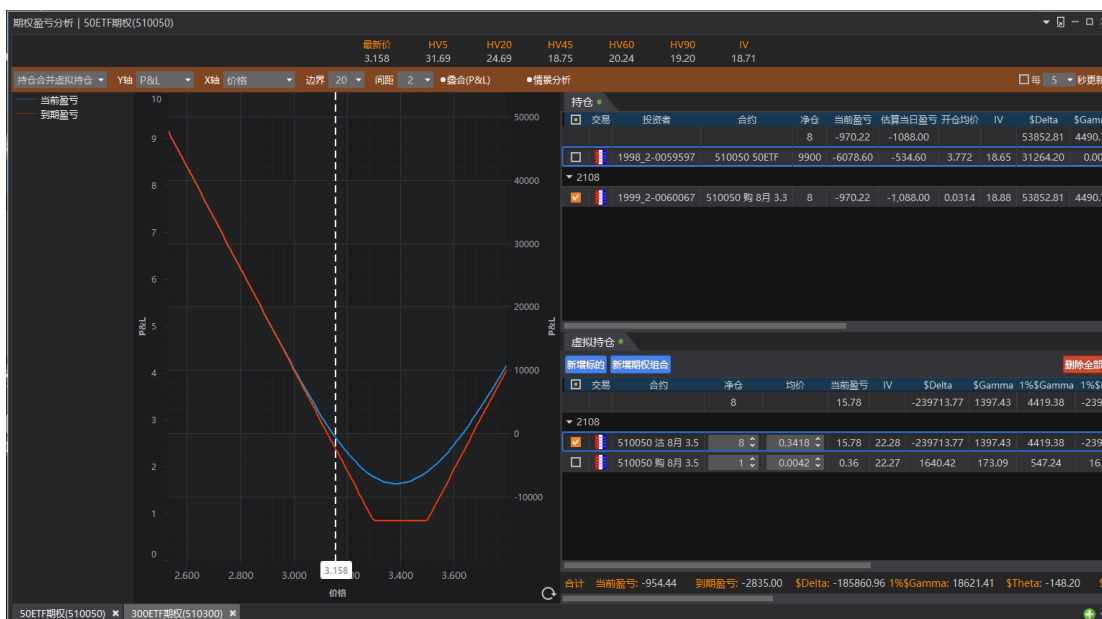 期权盈亏分析 | 50ETF期权(510050)
最新价 HV5 HV20 HV45 HV60 HV90 IV
3.158 31.69 24.69 18.75 20.24 19.20 18.71
持仓合并虚拟持仓 Y轴 P&L X轴 价格 边界 20 间距 2 叠合(P&L) 情景分析 每 5 秒更新
当前盈亏
到期盈亏
10
9
8
7
6
5
4
3
2
1
0
P&L
50000
40000
30000
20000
10000
0
-10000
P&L
2.600 2.800 3.000 3.158 3.400 3.600
价格
持仓
交易 投资者 合约 净仓 当前盈亏 估算当日盈亏 开仓均价 IV $Delta $Gamm
8 -970.22 -1088.00 53852.81 4490.
1998_2-0059597 510050 50ETF 9900 -6078.60 -534.60 3.772 18.65 31264.20 0.00
2108
1999_2-0060067 510050 购 8月 3.3 8 -970.22 -1,088.00 0.0314 18.88 53852.81 4490.
虚拟持仓
新增标的 新增期权组合 删除全部
交易 合约 净仓 均价 当前盈亏 IV $Delta $Gamma 1%$Gamma 1%$
8 15.78 -239713.77 1397.43 4419.38 -239
2108
510050 沽 8月 3.5 8 0.3418 15.78 22.28 -239713.77 1397.43 4419.38 -239
510050 购 8月 3.5 1 0.0042 0.36 22.27 1640.42 173.09 547.24 16.
合计 当前盈亏: -954.44 到期盈亏: -2835.00 $Delta: -185860.96 1%$Gamma: 18621.41 $Theta: -148.20
50ETF期权(510050) 300ETF期权(510300)